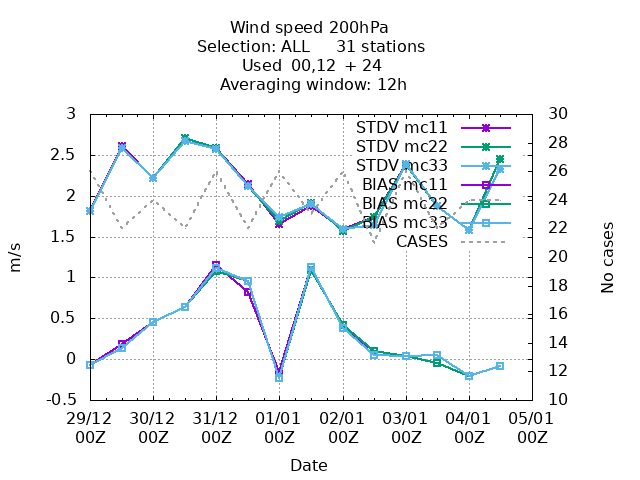 Wind speed 200hPa
Selection: ALL 31 stations
Used 00,12 + 24
Averaging window: 12h
3
2.5
2
1.5
1
0.5
0
-0.5
m/s
30
28
26
24
22
20
18
16
14
12
10
No cases
STDV mc11
STDV mc22
STDV mc33
BIAS mc11
BIAS mc22
BIAS mc33
CASES
29/12 30/12 31/12 01/01 02/01 03/01 04/01 05/01
00Z 00Z 00Z 00Z 00Z 00Z 00Z 00Z
Date